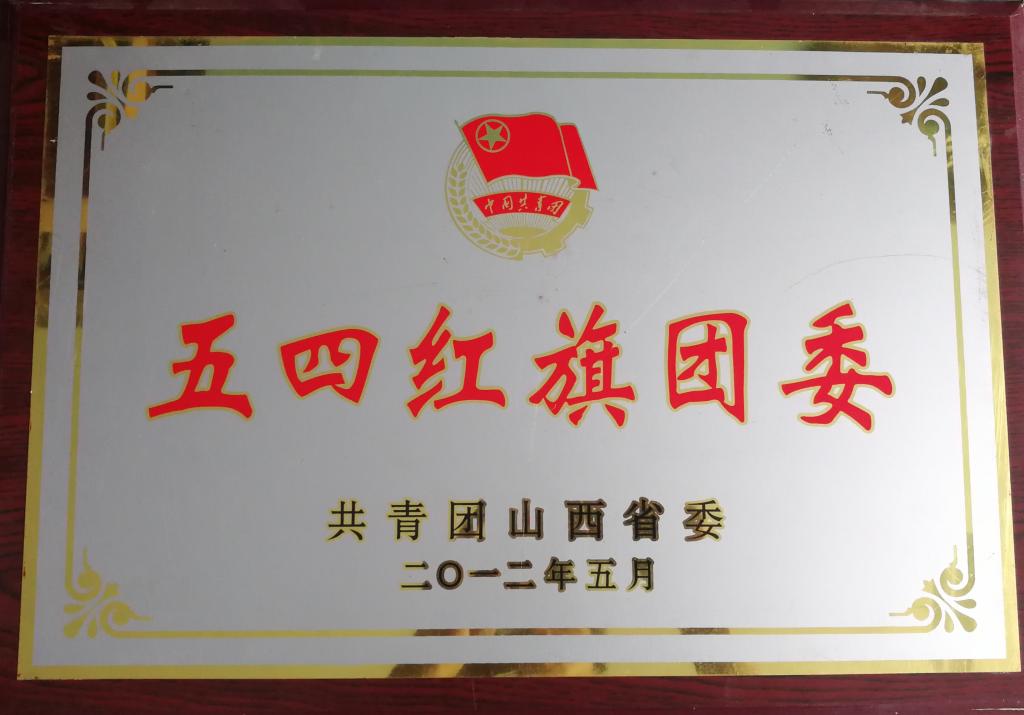 中国共青团
五四红旗团委
共青团山西省委
二〇一二年五月